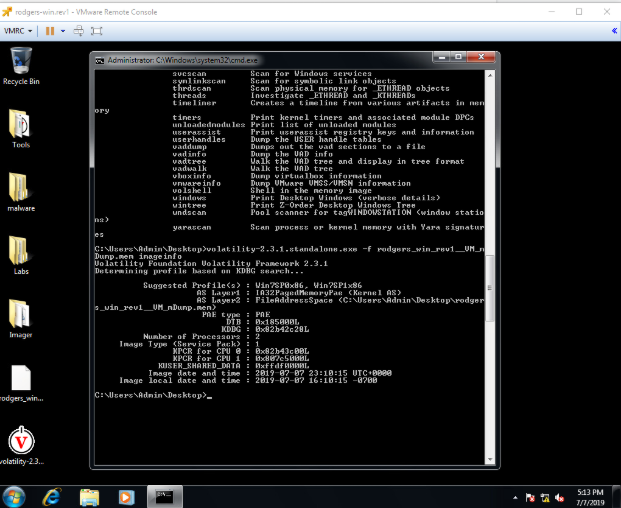 rodgers-win.rev1 - VMware Remote Console
VMRC
Recycle Bin
Tools
malware
Labs
Imager
rodgers_win...
volatility-2.3...
Administrator: C:\Windows\system32\cmd.exe
svcscan Scan for Windows services
symlinkscan Scan for symbolic link objects
thrdscan Scan physical memory for _ETHREAD objects
threads Investigate _ETHREAD and _KTHREADs
timeliner Creates a timeline from various artifacts in mem
ory
timers Print kernel timers and associated module DPCs
unloadedmodules Print list of unloaded modules
userassist Print userassist registry keys and information
userhandles Dump the USER handle tables
vaddump Dumps out the vad sections to a file
vadinfo Dump the VAD info
vadtree Walk the VAD tree and display in tree format
vadwalk Walk the VAD tree
vboxinfo Dump virtualbox information
vmwareinfo Dump VMware VMSS/VMSN information
volshell Shell in the memory image
windows Print Desktop Windows (verbose details)
wintree Print Z-Order Desktop Windows Tree
wndscan Pool scanner for tagWINDOWSTATION (window statio
ns)
yarascan Scan process or kernel memory with Yara signatur
es
C:\Users\Admin\Desktop>volatility-2.3.1.standalone.exe -f rodgers_win_rev1__VM_m
Dump.mem imageinfo
Volatility Foundation Volatility Framework 2.3.1
Determining profile based on KDBG search...
Suggested Profile(s) : Win7SP0x86, Win7SP1x86
AS Layer1 : IA32PagedMemoryPae (Kernel AS)
AS Layer2 : FileAddressSpace (C:\Users\Admin\Desktop\rodger
s_win_rev1__VM_mDump.mem)
PAE type : PAE
DTB : 0x185000L
KDBG : 0x82b42c28L
Number of Processors : 2
Image Type (Service Pack) : 1
KPCR for CPU 0 : 0x82b43c00L
KPCR for CPU 1 : 0x807c5000L
KUSER_SHARED_DATA : 0xffdf0000L
Image date and time : 2019-07-07 23:10:15 UTC+0000
Image local date and time : 2019-07-07 16:10:15 -0700
C:\Users\Admin\Desktop>_
5:13 PM
7/7/2019